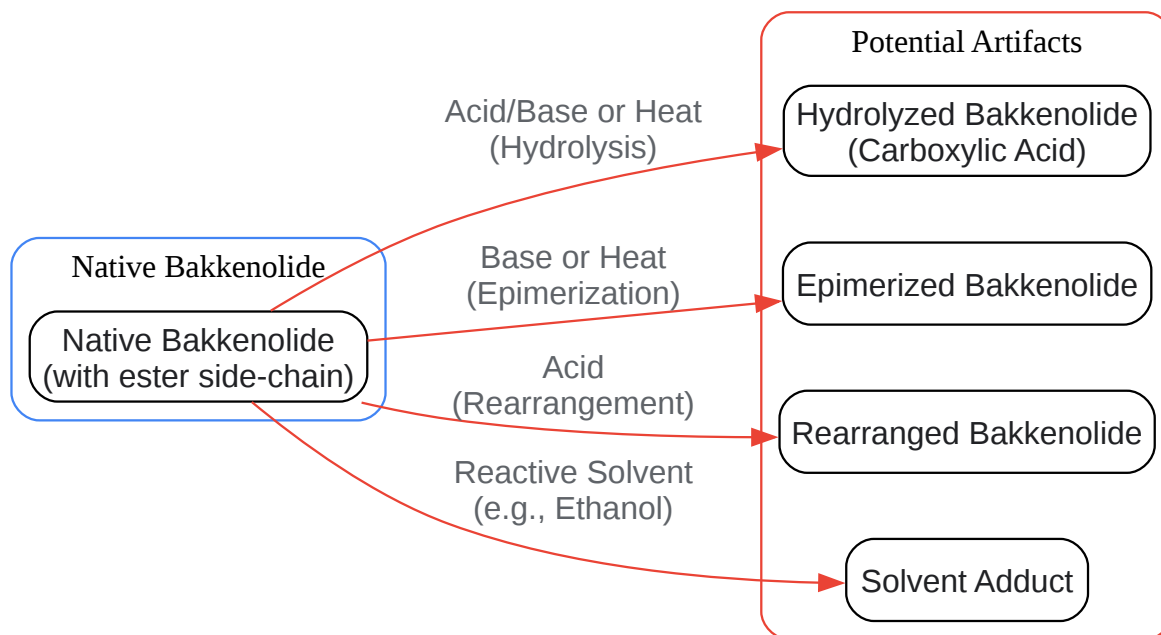 Potential Artifacts
Acid/Base or Heat
(Hydrolysis)
Hydrolyzed Bakkenolide
(Carboxylic Acid)
Native Bakkenolide
Native Bakkenolide
(with ester side-chain)
Base or Heat
(Epimerization)
Epimerized Bakkenolide
Acid
(Rearrangement)
Rearranged Bakkenolide
Reactive Solvent
(e.g., Ethanol)
Solvent Adduct